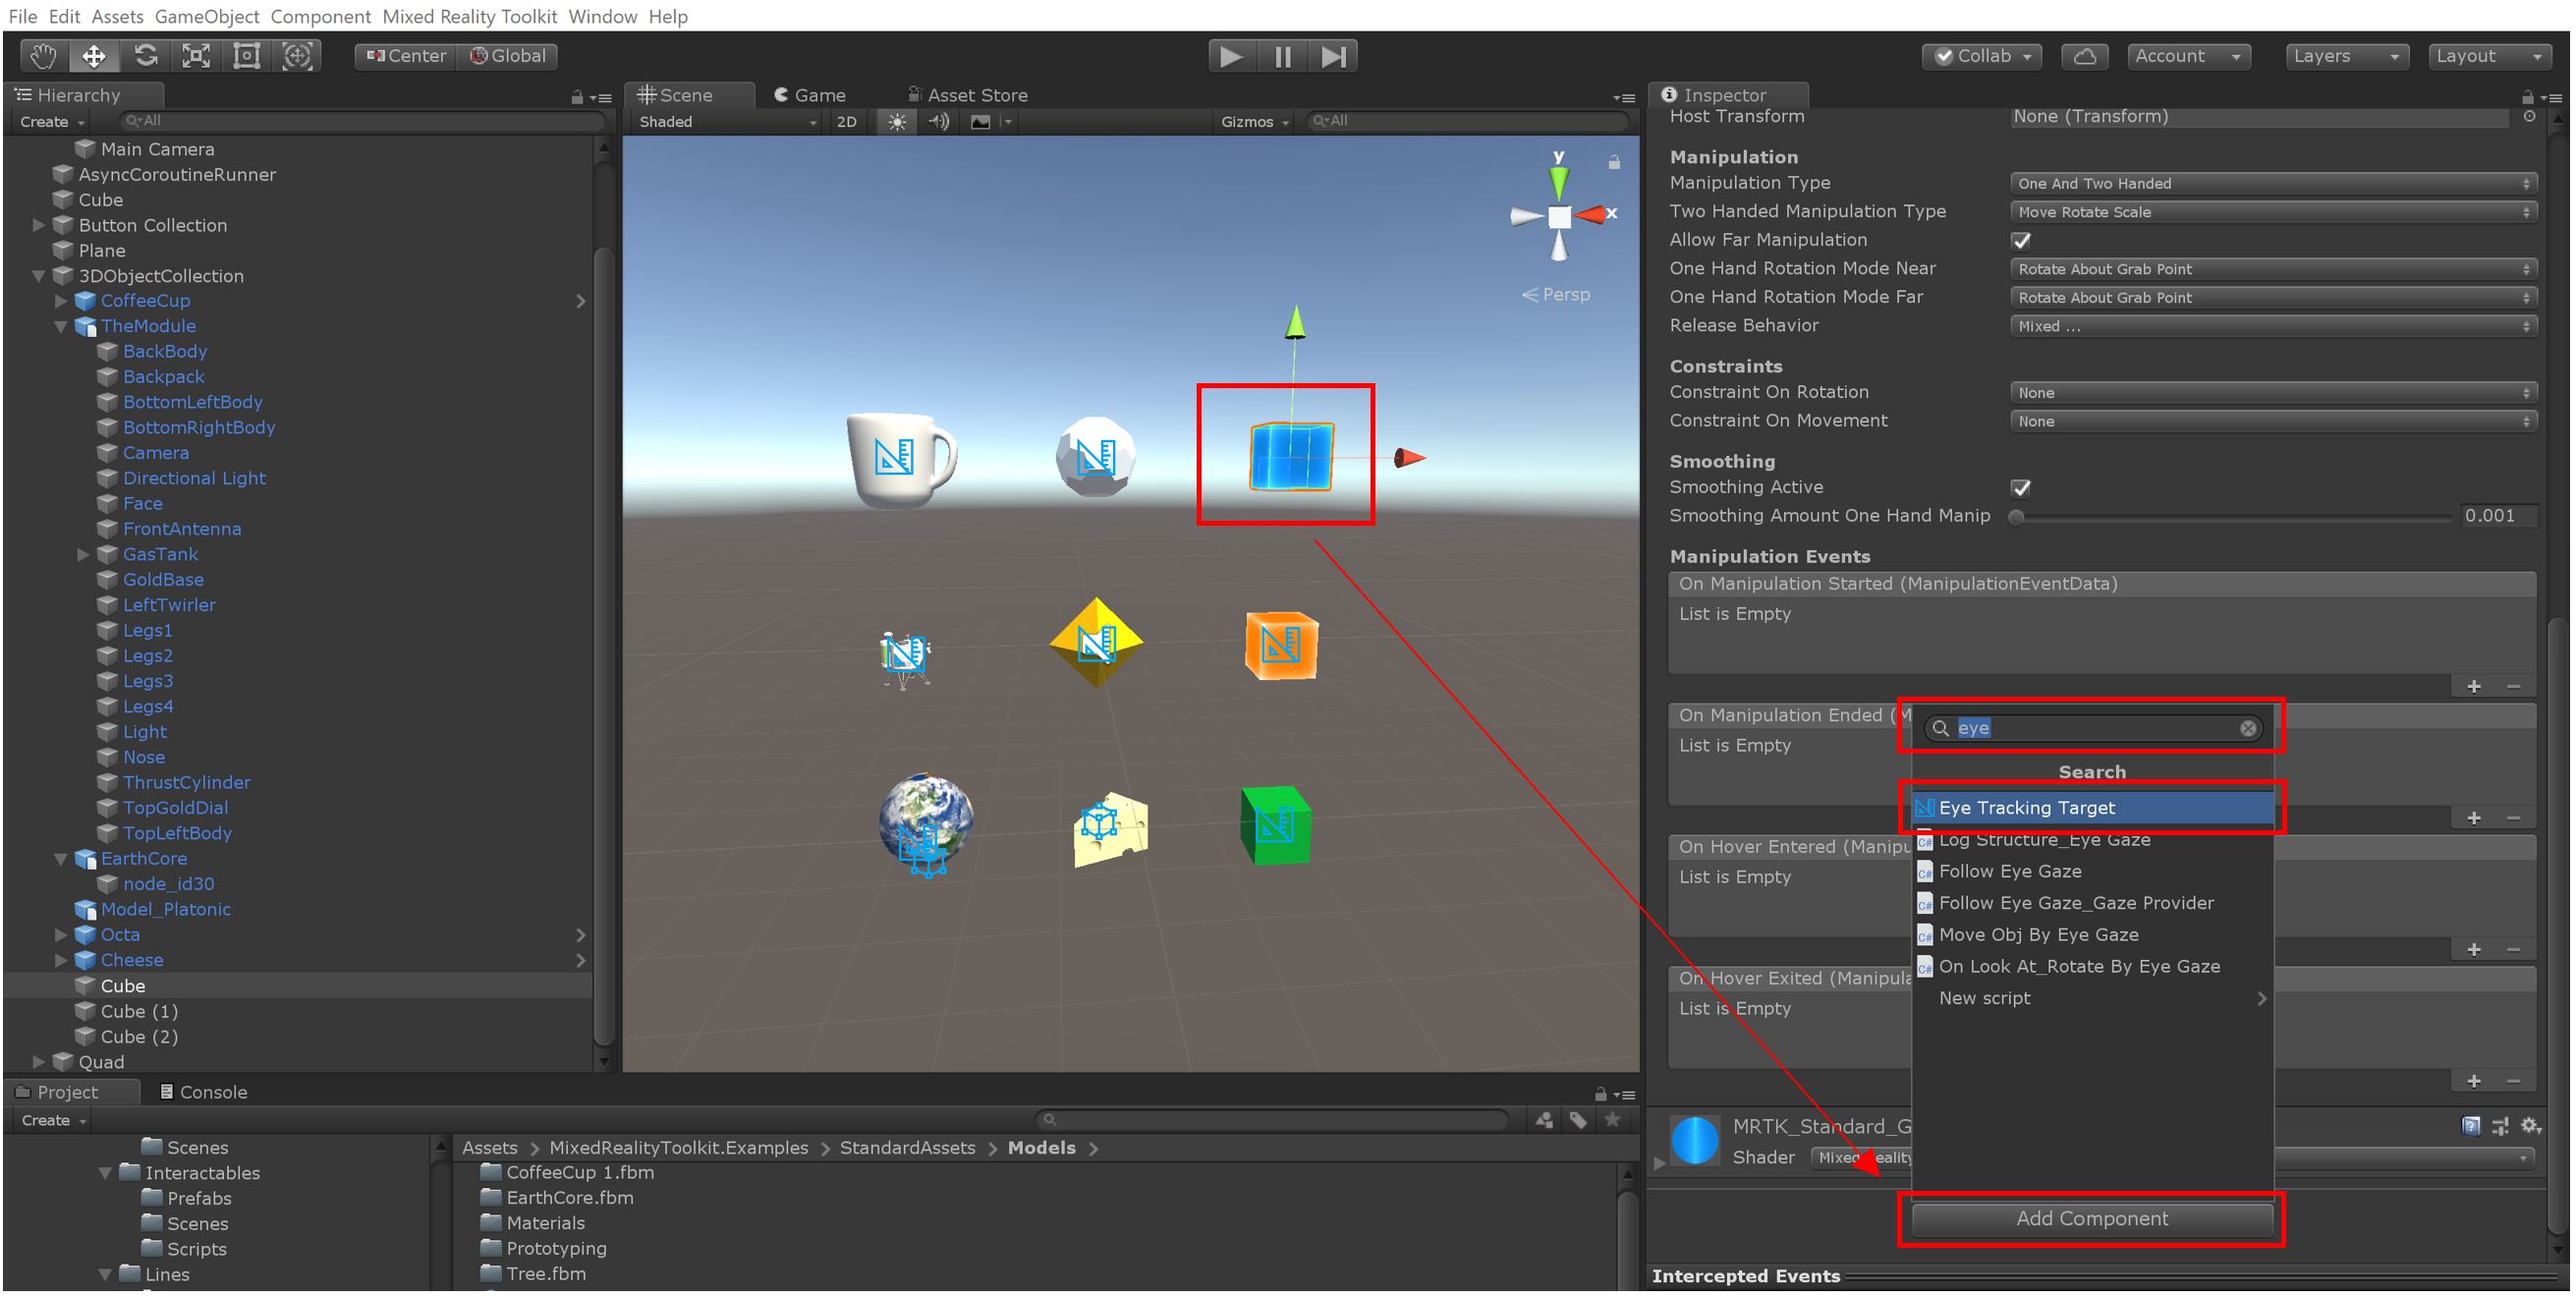 File Edit Assets GameObject Component Mixed Reality Toolkit Window Help
Center Global
Collab Account Layers Layout
Hierarchy
Create All
Main Camera
AsyncCoroutineRunner
Cube
Button Collection
Plane
3DObjectCollection
CoffeeCup
TheModule
BackBody
Backpack
BottomLeftBody
BottomRightBody
Camera
Directional Light
Face
FrontAntenna
GasTank
GoldBase
LeftTwirler
Legs1
Legs2
Legs3
Legs4
Light
Nose
ThrustCylinder
TopGoldDial
TopLeftBody
EarthCore
node_id30
Model_Platonic
Octa
Cheese
Cube
Cube (1)
Cube (2)
Quad
Scene Game Asset Store
Shaded 2D Gizmos All
y
x
Persp
Inspector
Host Transform None (Transform)
Manipulation
Manipulation Type One And Two Handed
Two Handed Manipulation Type Move Rotate Scale
Allow Far Manipulation
One Hand Rotation Mode Near Rotate About Grab Point
One Hand Rotation Mode Far Rotate About Grab Point
Release Behavior Mixed ...
Constraints
Constraint On Rotation None
Constraint On Movement None
Smoothing
Smoothing Active
Smoothing Amount One Hand Manip 0.001
Manipulation Events
On Manipulation Started (ManipulationEventData)
List is Empty
On Manipulation Ended (M
List is Empty
On Hover Entered (Manipu
List is Empty
On Hover Exited (Manipula
List is Empty
eye
Search
Eye Tracking Target
Log Structure_Eye Gaze
Follow Eye Gaze
Follow Eye Gaze_Gaze Provider
Move Obj By Eye Gaze
On Look At_Rotate By Eye Gaze
New script
MRTK_Standard_G
Shader Mixed Reality
Add Component
Intercepted Events
Project Console
Create
Scenes
Interactables
Prefabs
Scenes
Scripts
Lines
Assets > MixedRealityToolkit.Examples > StandardAssets > Models >
CoffeeCup 1.fbm
EarthCore.fbm
Materials
Prototyping
Tree.fbm